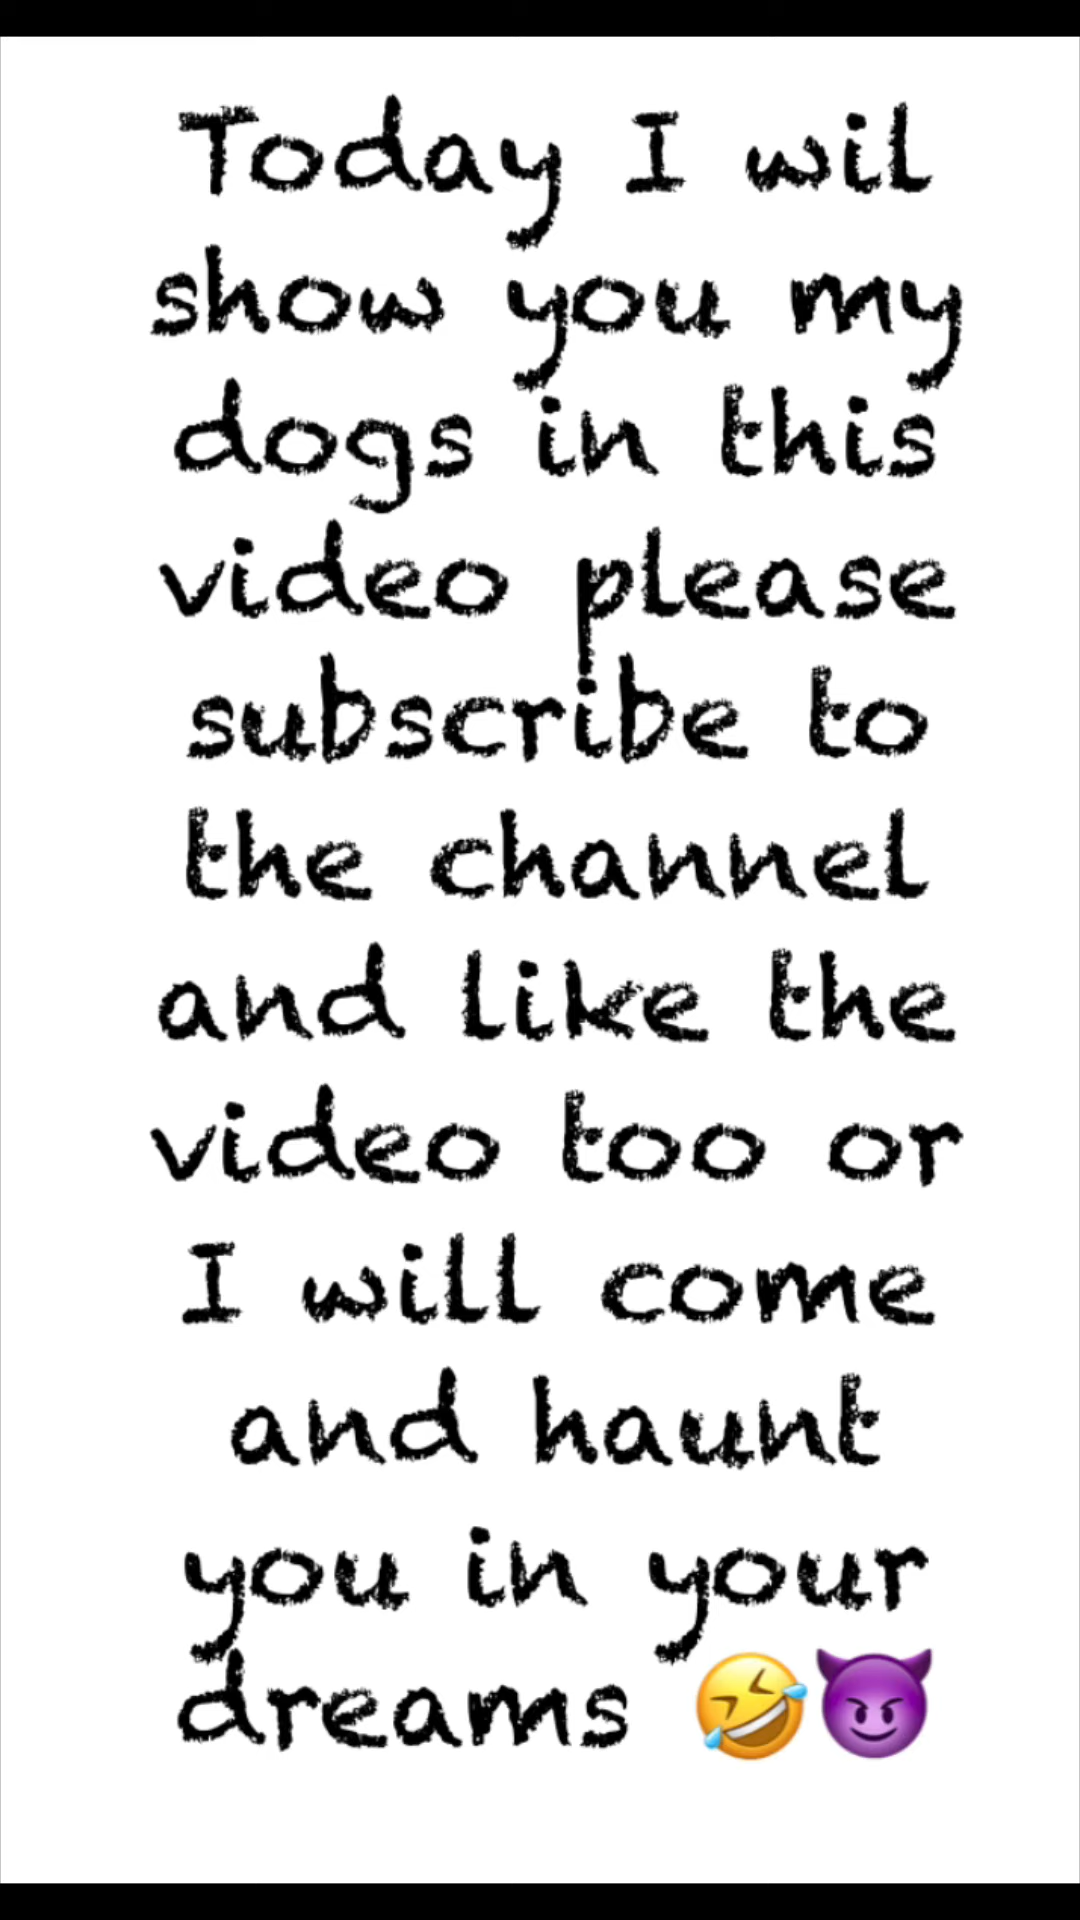 Today I wil
show you my
dogs in this
video please
subscribe to
the channel
and like the
video too or
I will come
and haunt
you in your
dreams 🤣😈